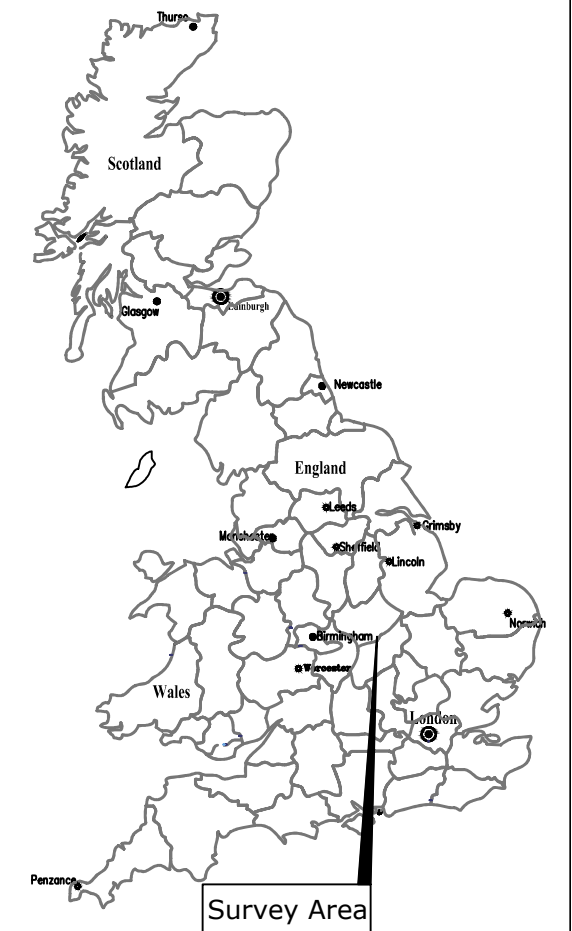 Thurso
Scotland
Glasgow
Edinburgh
Newcastle
England
Leeds
Grimsby
Manchester
Sheffield
Lincoln
Norwich
Birmingham
Worcester
Wales
London
Penzance
Survey Area